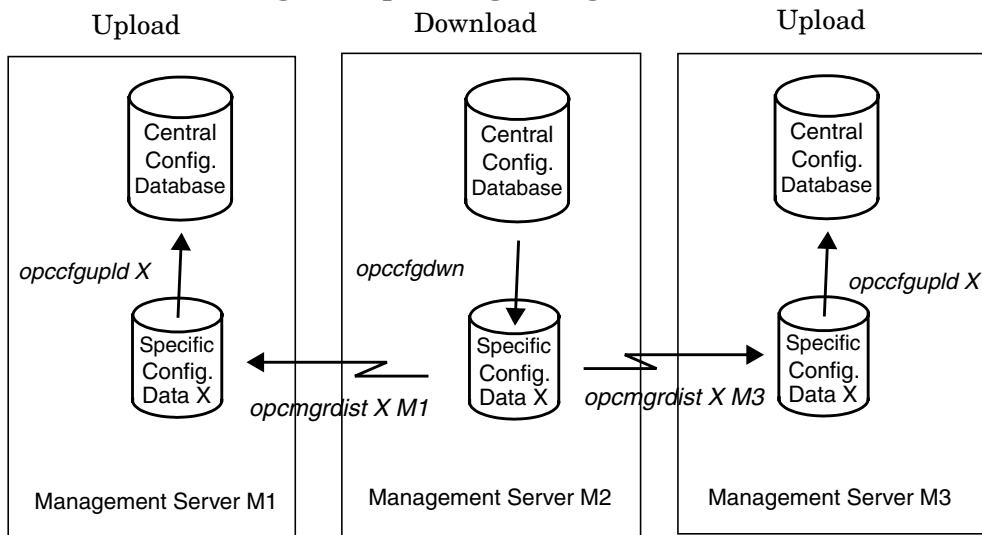 Upload
Download
Upload
Central
Config.
Database
Central
Config.
Database
Central
Config.
Database
opccfgupld X
opccfgdwn
opccfgupld X
Specific
Config.
Data X
Specific
Config.
Data X
Specific
Config.
Data X
opcmgrdist X M1
opcmgrdist X M3
Management Server M1
Management Server M2
Management Server M3